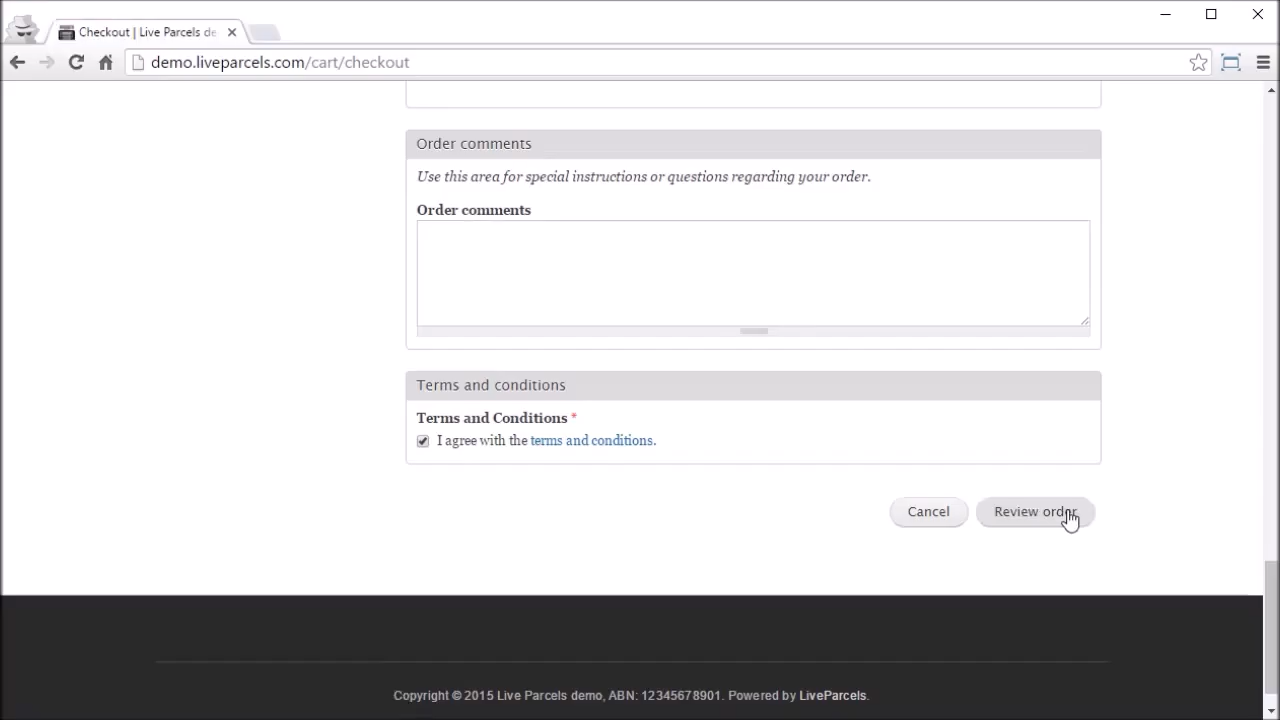 Checkout | Live Parcels de
demo.liveparcels.com/cart/checkout
Order comments
Use this area for special instructions or questions regarding your order.
Order comments
Terms and conditions
Terms and Conditions *
I agree with the terms and conditions.
Cancel
Review order
Copyright © 2015 Live Parcels demo, ABN: 12345678901. Powered by LiveParcels.